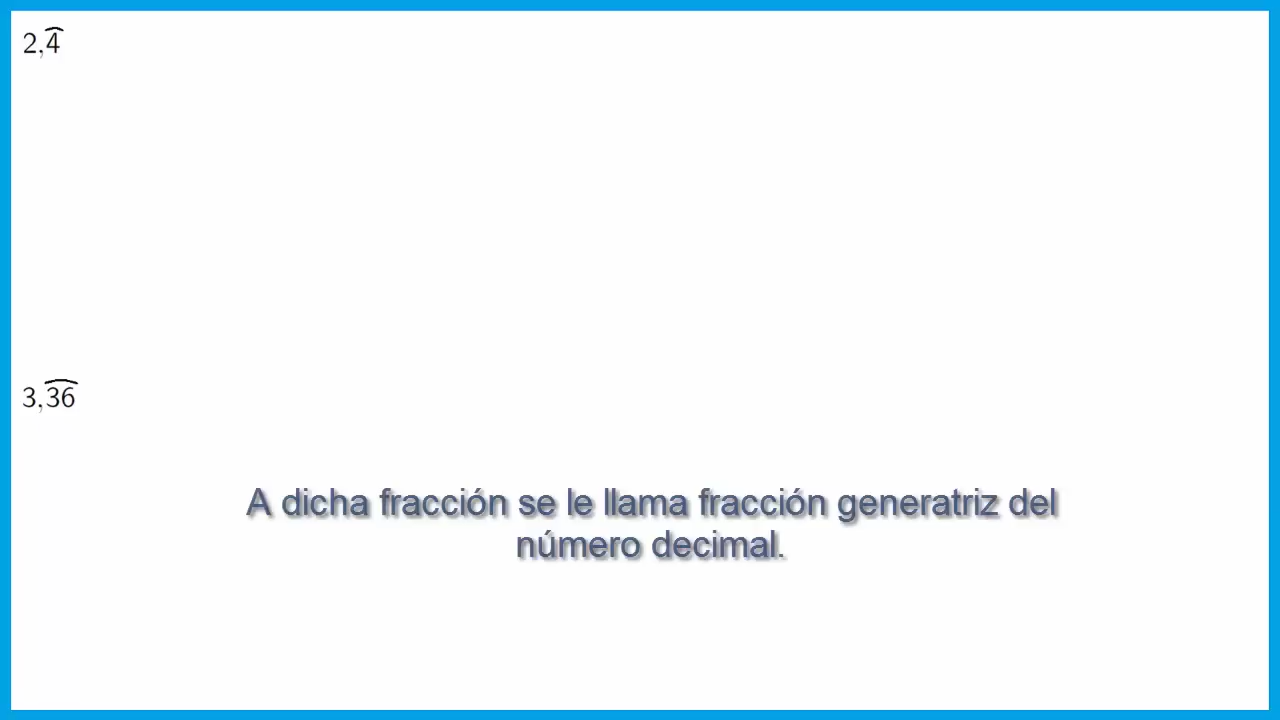 2,4̑
3,3͡6
A dicha fracción se le llama fracción generatriz del
número decimal.